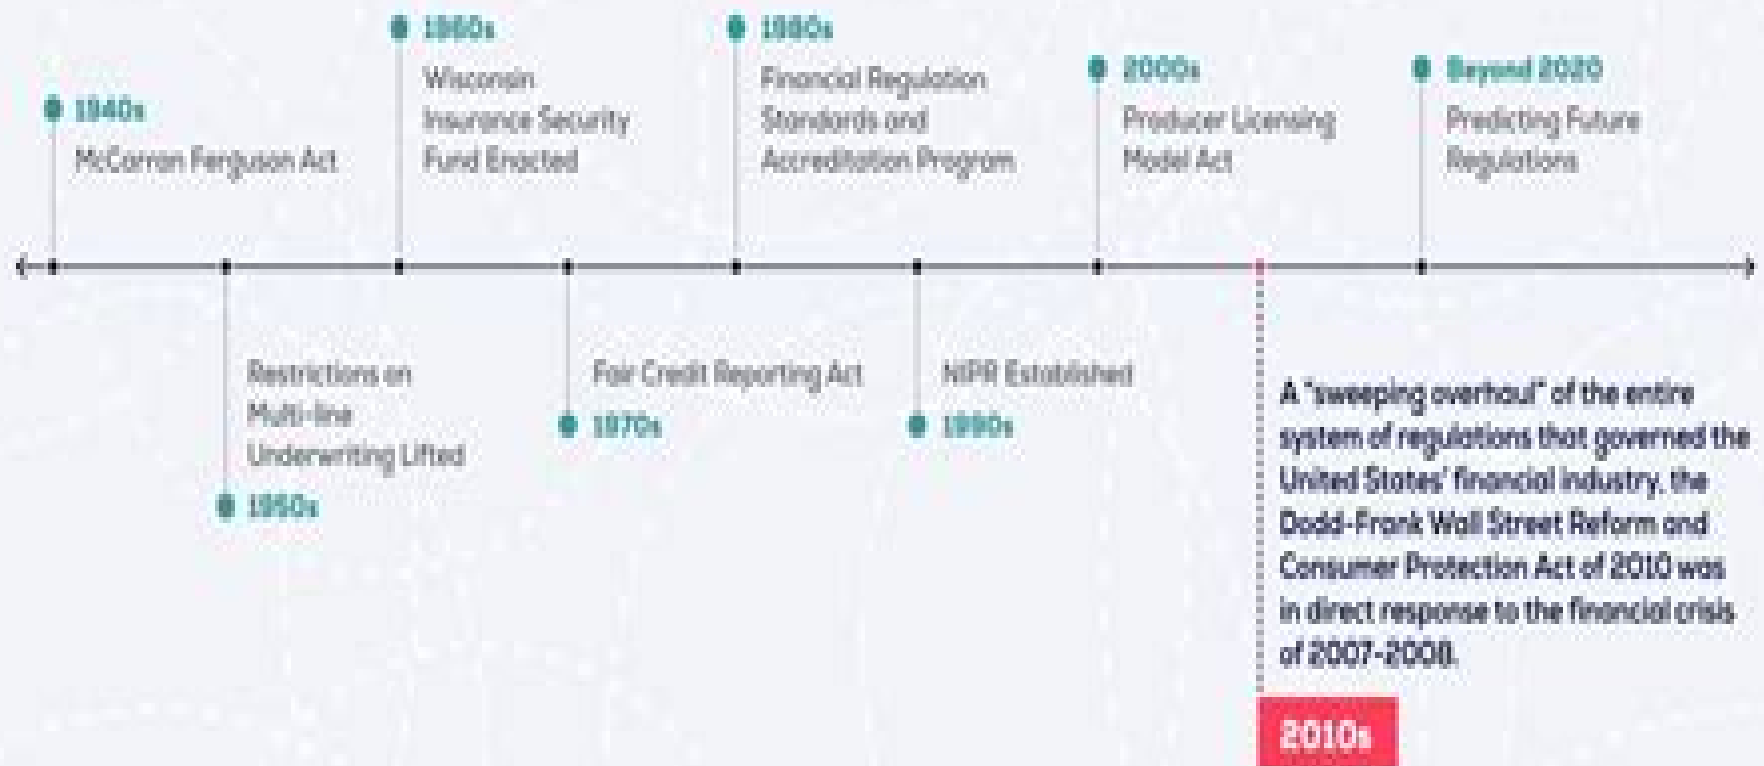 1940s
McCarran Ferguson Act
Restrictions on
Multi-line
Underwriting Lifted
1950s
1960s
Wisconsin
Insurance Security
Fund Enacted
Fair Credit Reporting Act
1970s
1980s
Financial Regulation
Standards and
Accreditation Program
NIPR Established
1990s
2000s
Producer Licensing
Model Act
A "sweeping overhaul" of the entire
system of regulations that governed the
United States' financial industry, the
Dodd-Frank Wall Street Reform and
Consumer Protection Act of 2010 was
in direct response to the financial crisis
of 2007-2008.
2010s
Beyond 2020
Predicting Future
Regulations